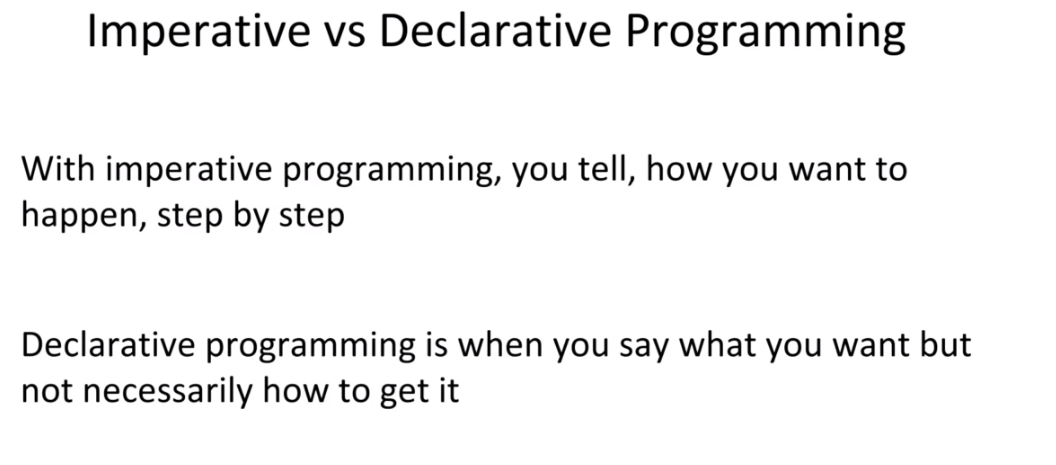 Imperative vs Declarative Programming
With imperative programming, you tell, how you want to
happen, step by step
Declarative programming is when you say what you want but
not necessarily how to get it